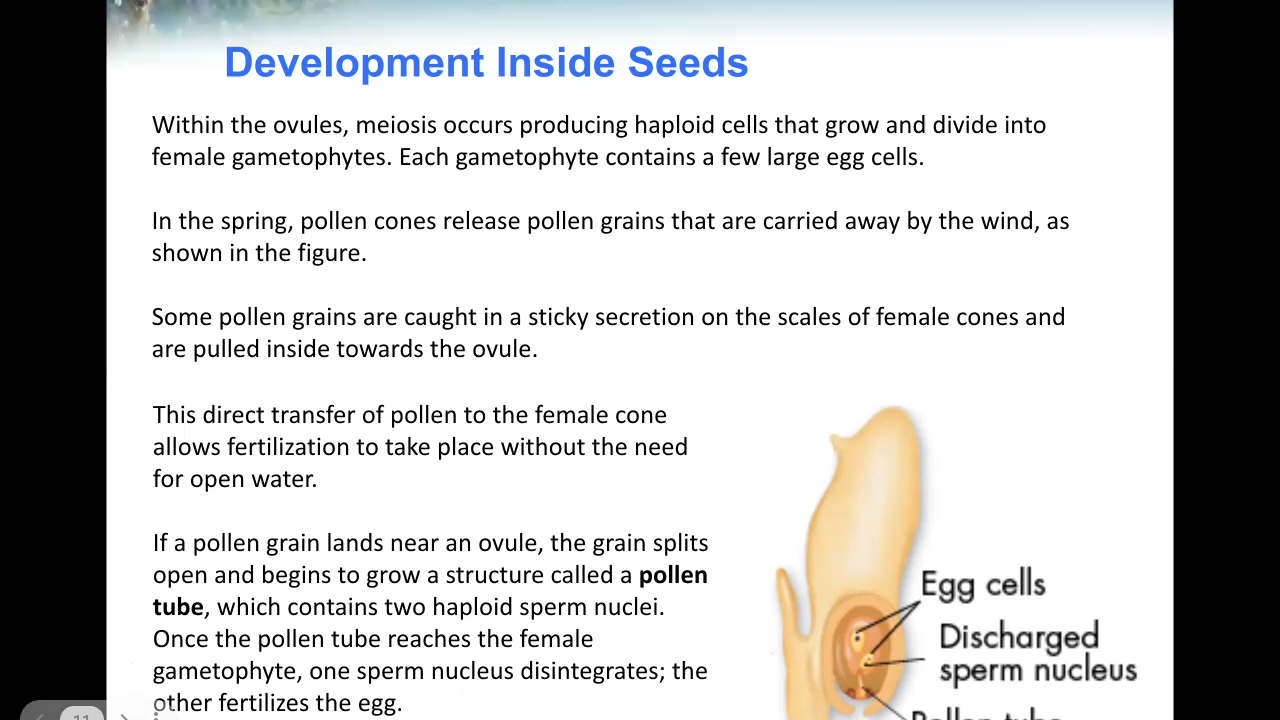 Development Inside Seeds
Within the ovules, meiosis occurs producing haploid cells that grow and divide into
female gametophytes. Each gametophyte contains a few large egg cells.
In the spring, pollen cones release pollen grains that are carried away by the wind, as
shown in the figure.
Some pollen grains are caught in a sticky secretion on the scales of female cones and
are pulled inside towards the ovule.
This direct transfer of pollen to the female cone
allows fertilization to take place without the need
for open water.
If a pollen grain lands near an ovule, the grain splits
open and begins to grow a structure called a pollen
tube, which contains two haploid sperm nuclei.
Once the pollen tube reaches the female
gametophyte, one sperm nucleus disintegrates; the
other fertilizes the egg.
Egg cells
Discharged
sperm nucleus
Pollen tube
11